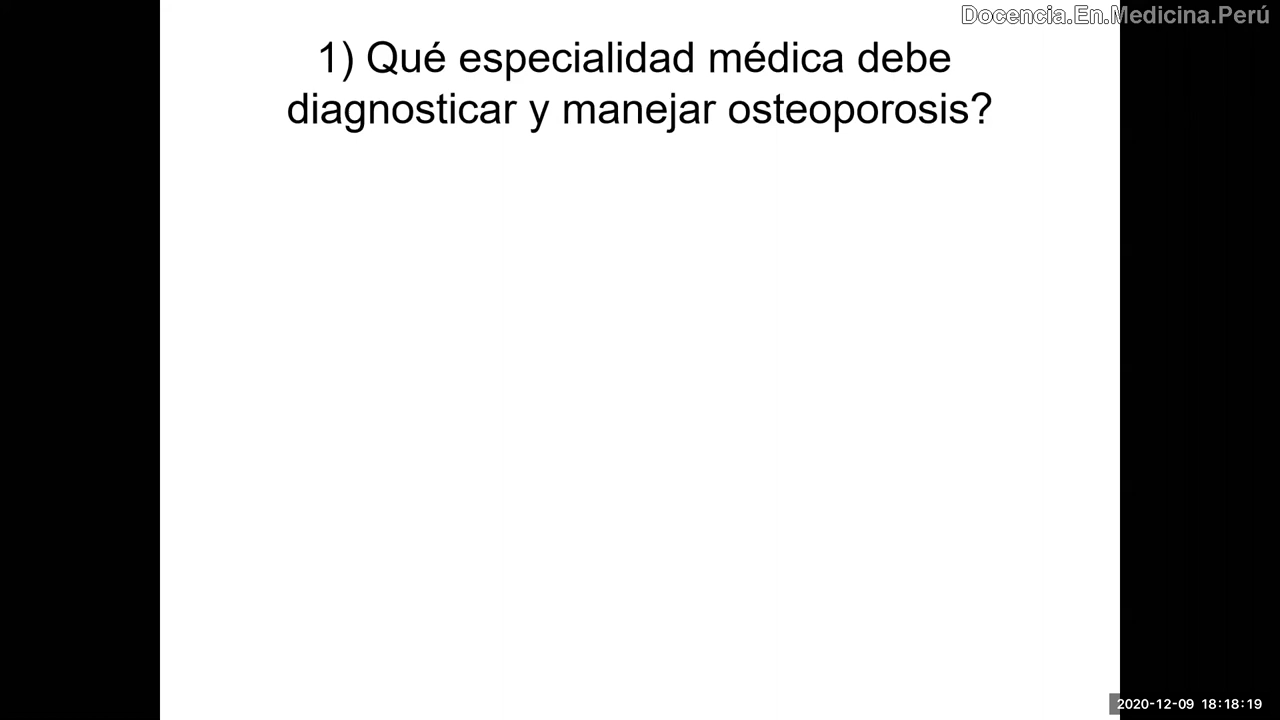 Docencia.En.Medicina.Perú
1) Qué especialidad médica debe
diagnosticar y manejar osteoporosis?
2020-12-09 18:18:19